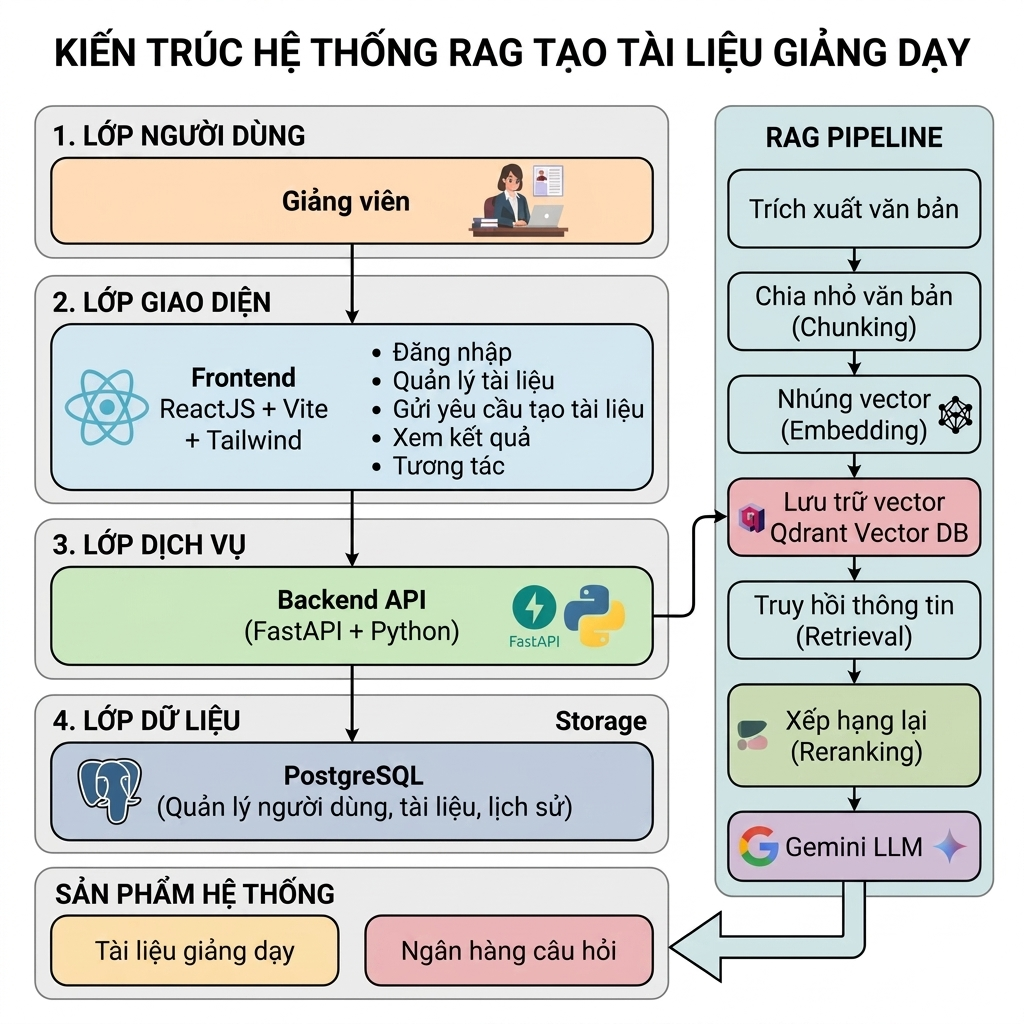 KIẾN TRÚC HỆ THỐNG RAG TẠO TÀI LIỆU GIẢNG DẠY
1. LỚP NGƯỜI DÙNG
Giảng viên
2. LỚP GIAO DIỆN
Frontend
ReactJS + Vite
+ Tailwind
• Đăng nhập
• Quản lý tài liệu
• Gửi yêu cầu tạo tài liệu
• Xem kết quả
• Tương tác
3. LỚP DỊCH VỤ
Backend API
(FastAPI + Python)
FastAPI
4. LỚP DỮ LIỆU
Storage
PostgreSQL
(Quản lý người dùng, tài liệu, lịch sử)
SẢN PHẨM HỆ THỐNG
Tài liệu giảng dạy
Ngân hàng câu hỏi
RAG PIPELINE
Trích xuất văn bản
Chia nhỏ văn bản
(Chunking)
Nhúng vector
(Embedding)
Lưu trữ vector
Qdrant Vector DB
Truy hồi thông tin
(Retrieval)
Xếp hạng lại
(Reranking)
Gemini LLM